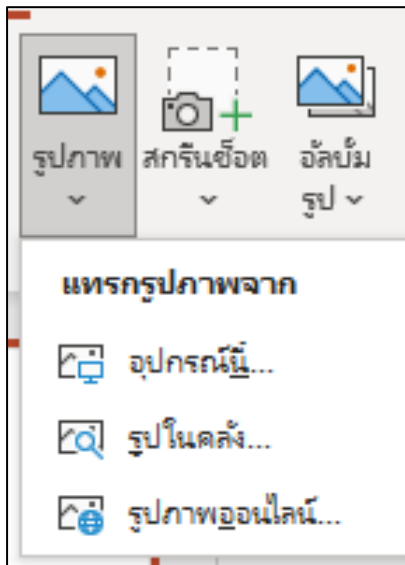 รูปภาพ
สกรีนช็อต
อัลบั้ม
รูป
แทรกรูปภาพจาก
อุปกรณ์นี้...
รูปในคลัง...
รูปภาพออนไลน์...